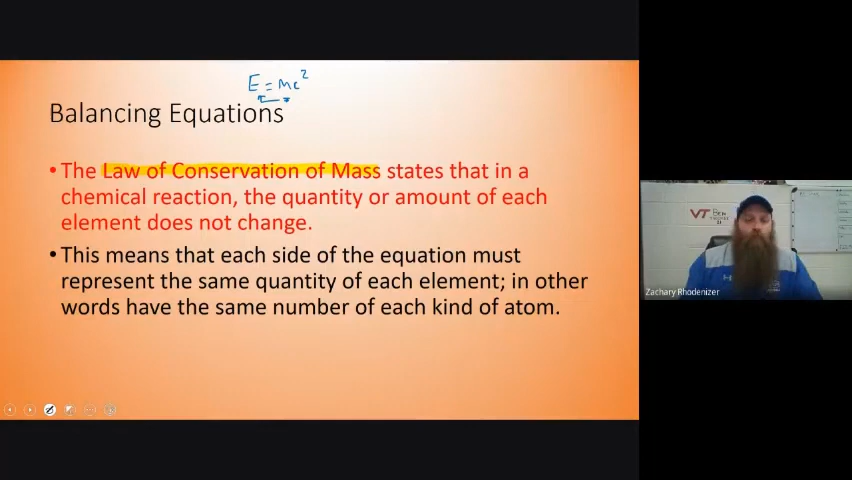 E = mc²
Balancing Equations
• The Law of Conservation of Mass states that in a
chemical reaction, the quantity or amount of each
element does not change.
• This means that each side of the equation must
represent the same quantity of each element; in other
words have the same number of each kind of atom.
VT
Zachary Rhodenizer